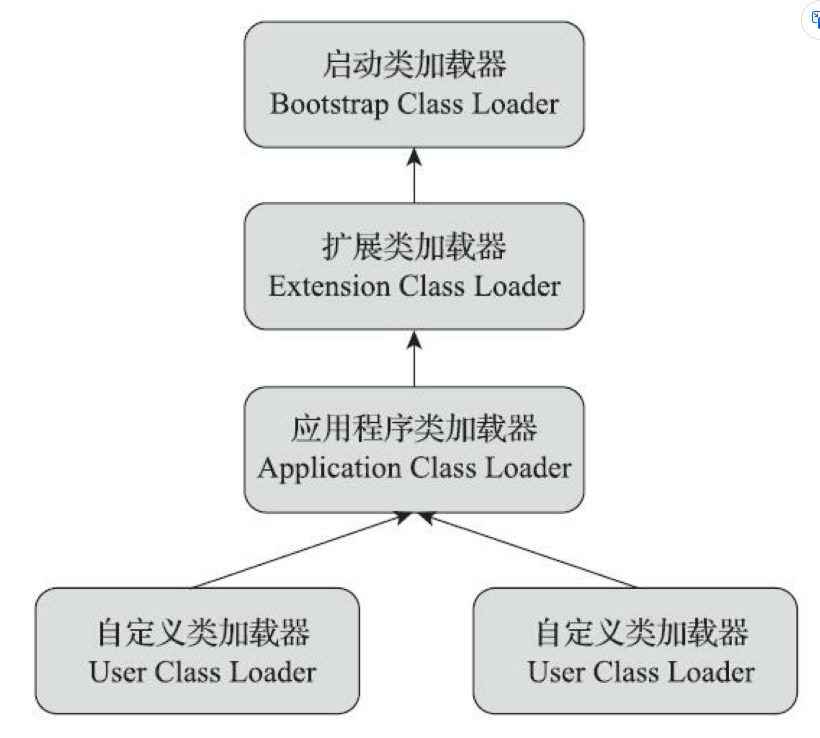 启动类加载器
Bootstrap Class Loader
扩展类加载器
Extension Class Loader
应用程序类加载器
Application Class Loader
自定义类加载器
User Class Loader
自定义类加载器
User Class Loader